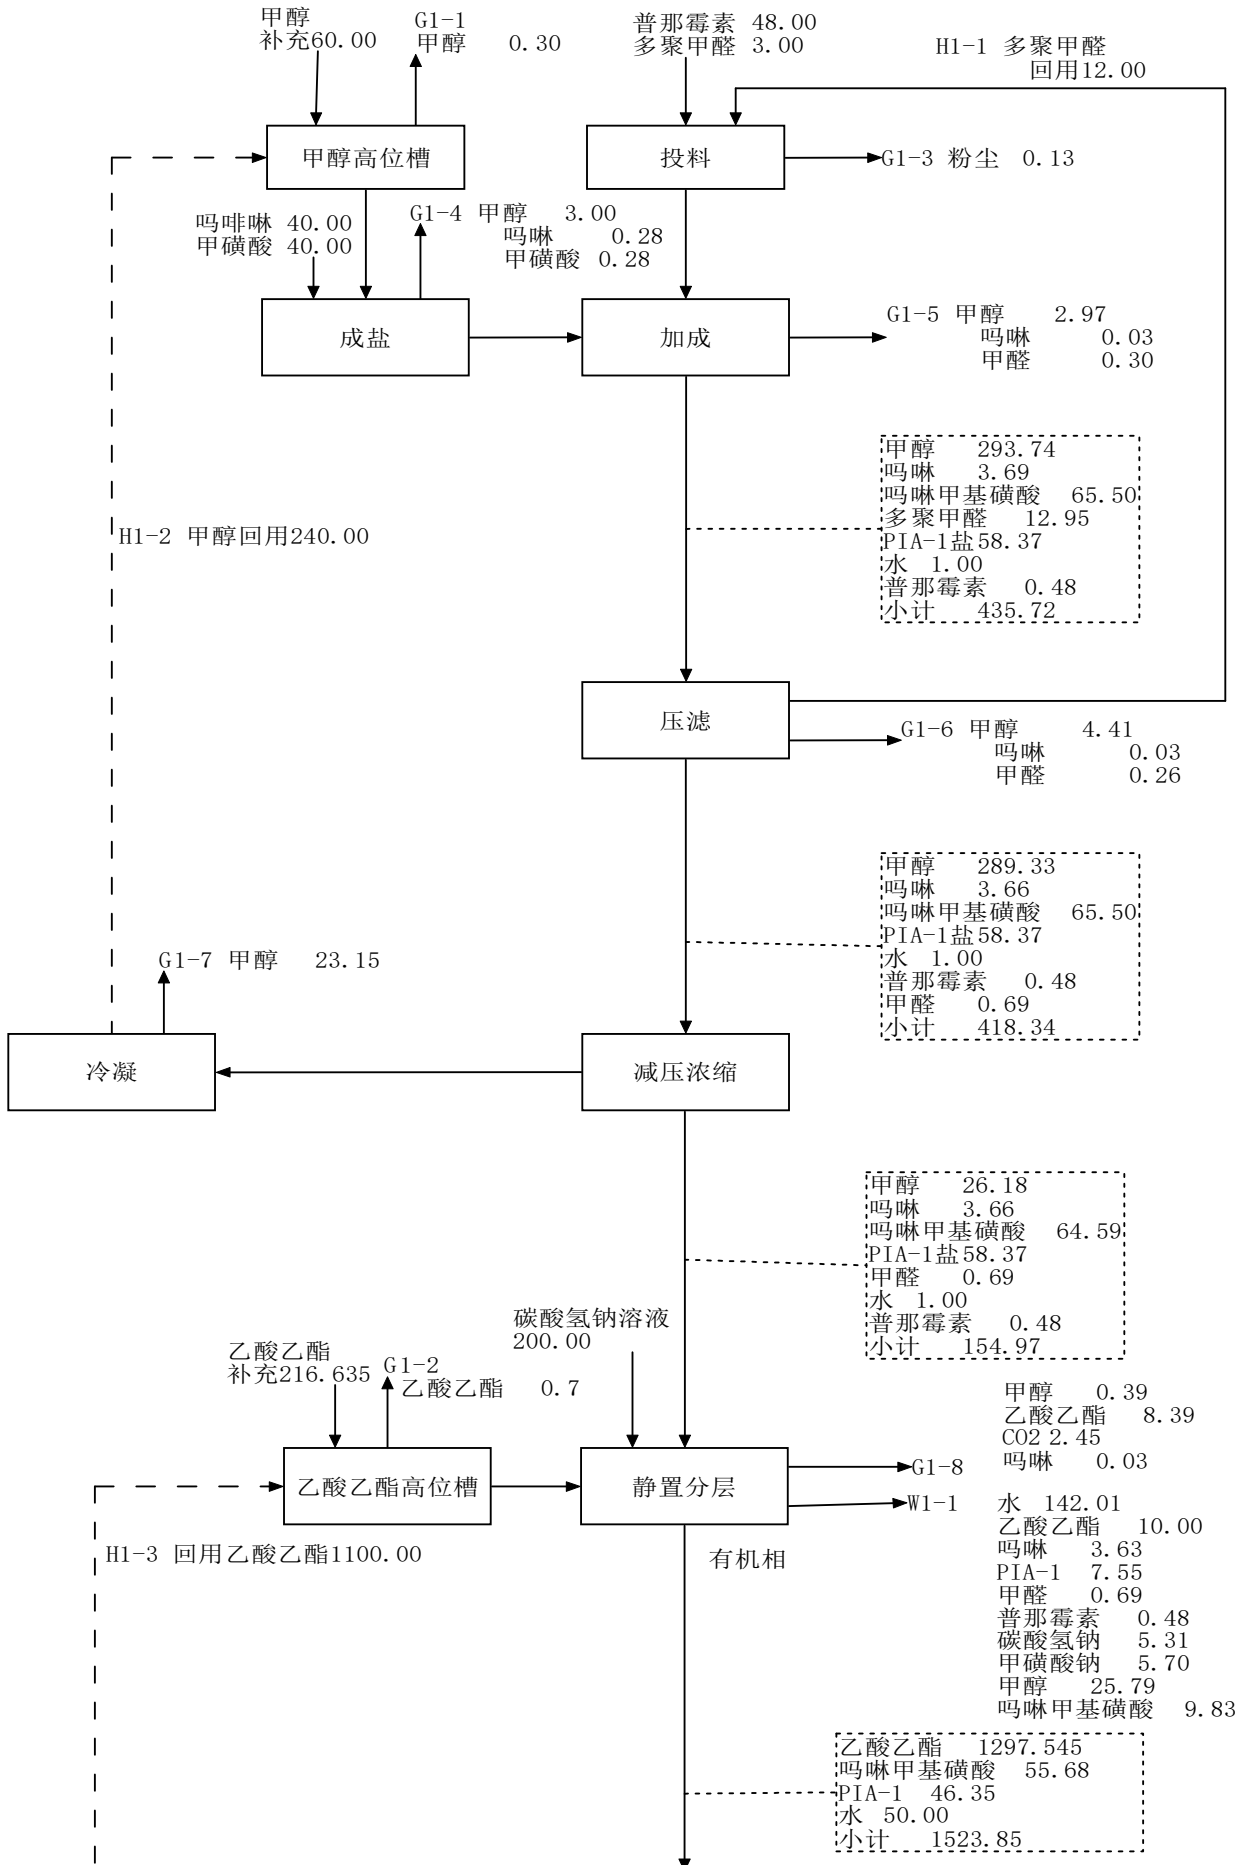 甲醇
补充60.00
G1-1
甲醇 0.30
普那霉素 48.00
多聚甲醛 3.00
H1-1 多聚甲醛
回用12.00
甲醇高位槽
投料
G1-3 粉尘 0.13
吗啡啉 40.00
甲磺酸 40.00
G1-4 甲醇 3.00
吗啉 0.28
甲磺酸 0.28
成盐
加成
G1-5 甲醇 2.97
吗啉 0.03
甲醛 0.30
甲醇 293.74
吗啉 3.69
吗啉甲基磺酸 65.50
多聚甲醛 12.95
PIA-1盐58.37
水 1.00
普那霉素 0.48
小计 435.72
H1-2 甲醇回用240.00
压滤
G1-6 甲醇 4.41
吗啉 0.03
甲醛 0.26
甲醇 289.33
吗啉 3.66
吗啉甲基磺酸 65.50
PIA-1盐58.37
水 1.00
普那霉素 0.48
甲醛 0.69
小计 418.34
G1-7 甲醇 23.15
冷凝
减压浓缩
甲醇 26.18
吗啉 3.66
吗啉甲基磺酸 64.59
PIA-1盐58.37
甲醛 0.69
水 1.00
普那霉素 0.48
小计 154.97
碳酸氢钠溶液
200.00
乙酸乙酯
补充216.635
G1-2
乙酸乙酯 0.7
甲醇 0.39
乙酸乙酯 8.39
CO2 2.45
吗啉 0.03
乙酸乙酯高位槽
静置分层
G1-8
W1-1 水 142.01
乙酸乙酯 10.00
吗啉 3.63
PIA-1 7.55
甲醛 0.69
普那霉素 0.48
碳酸氢钠 5.31
甲磺酸钠 5.70
甲醇 25.79
吗啉甲基磺酸 9.83
H1-3 回用乙酸乙酯1100.00
有机相
乙酸乙酯 1297.545
吗啉甲基磺酸 55.68
PIA-1 46.35
水 50.00
小计 1523.85